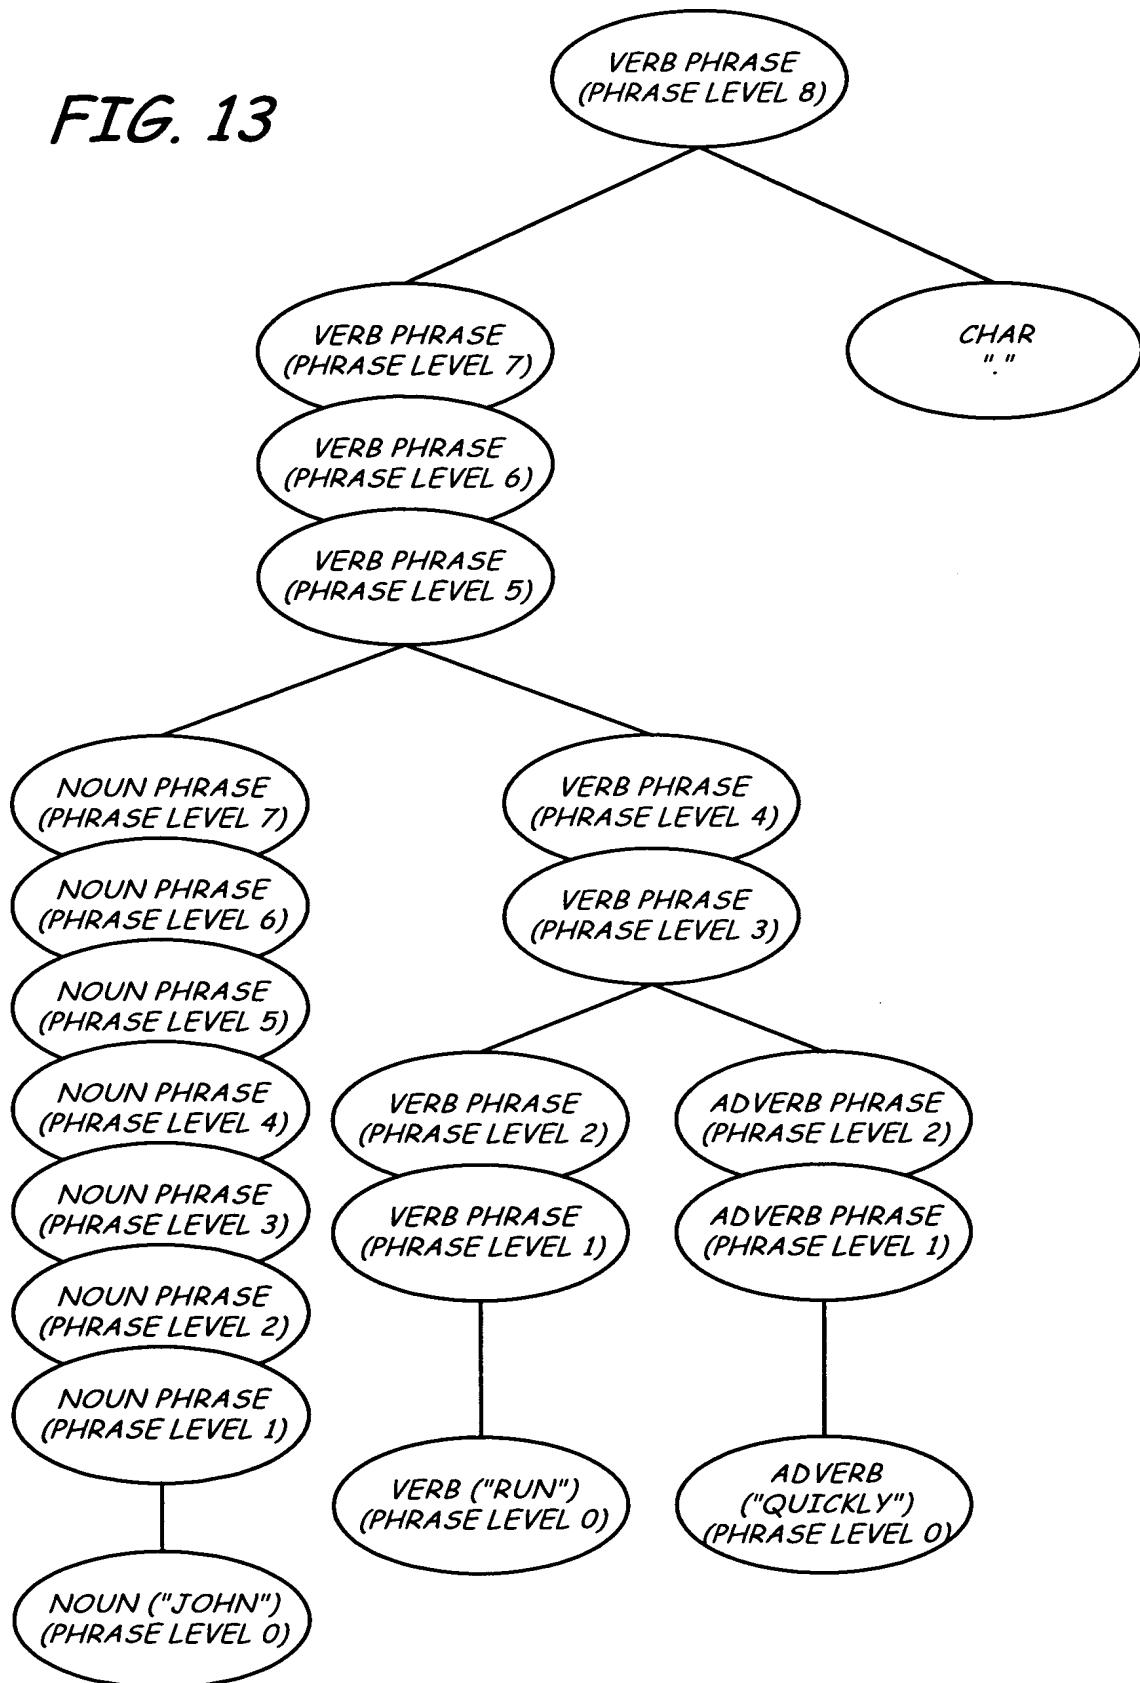 FIG. 13
VERB PHRASE
(PHRASE LEVEL 8)
VERB PHRASE
(PHRASE LEVEL 7)
CHAR
"."
VERB PHRASE
(PHRASE LEVEL 6)
VERB PHRASE
(PHRASE LEVEL 5)
NOUN PHRASE
(PHRASE LEVEL 7)
NOUN PHRASE
(PHRASE LEVEL 6)
NOUN PHRASE
(PHRASE LEVEL 5)
NOUN PHRASE
(PHRASE LEVEL 4)
NOUN PHRASE
(PHRASE LEVEL 3)
NOUN PHRASE
(PHRASE LEVEL 2)
NOUN PHRASE
(PHRASE LEVEL 1)
NOUN ("JOHN")
(PHRASE LEVEL 0)
VERB PHRASE
(PHRASE LEVEL 4)
VERB PHRASE
(PHRASE LEVEL 3)
VERB PHRASE
(PHRASE LEVEL 2)
VERB PHRASE
(PHRASE LEVEL 1)
VERB ("RUN")
(PHRASE LEVEL 0)
ADVERB PHRASE
(PHRASE LEVEL 2)
ADVERB PHRASE
(PHRASE LEVEL 1)
ADVERB
("QUICKLY")
(PHRASE LEVEL 0)